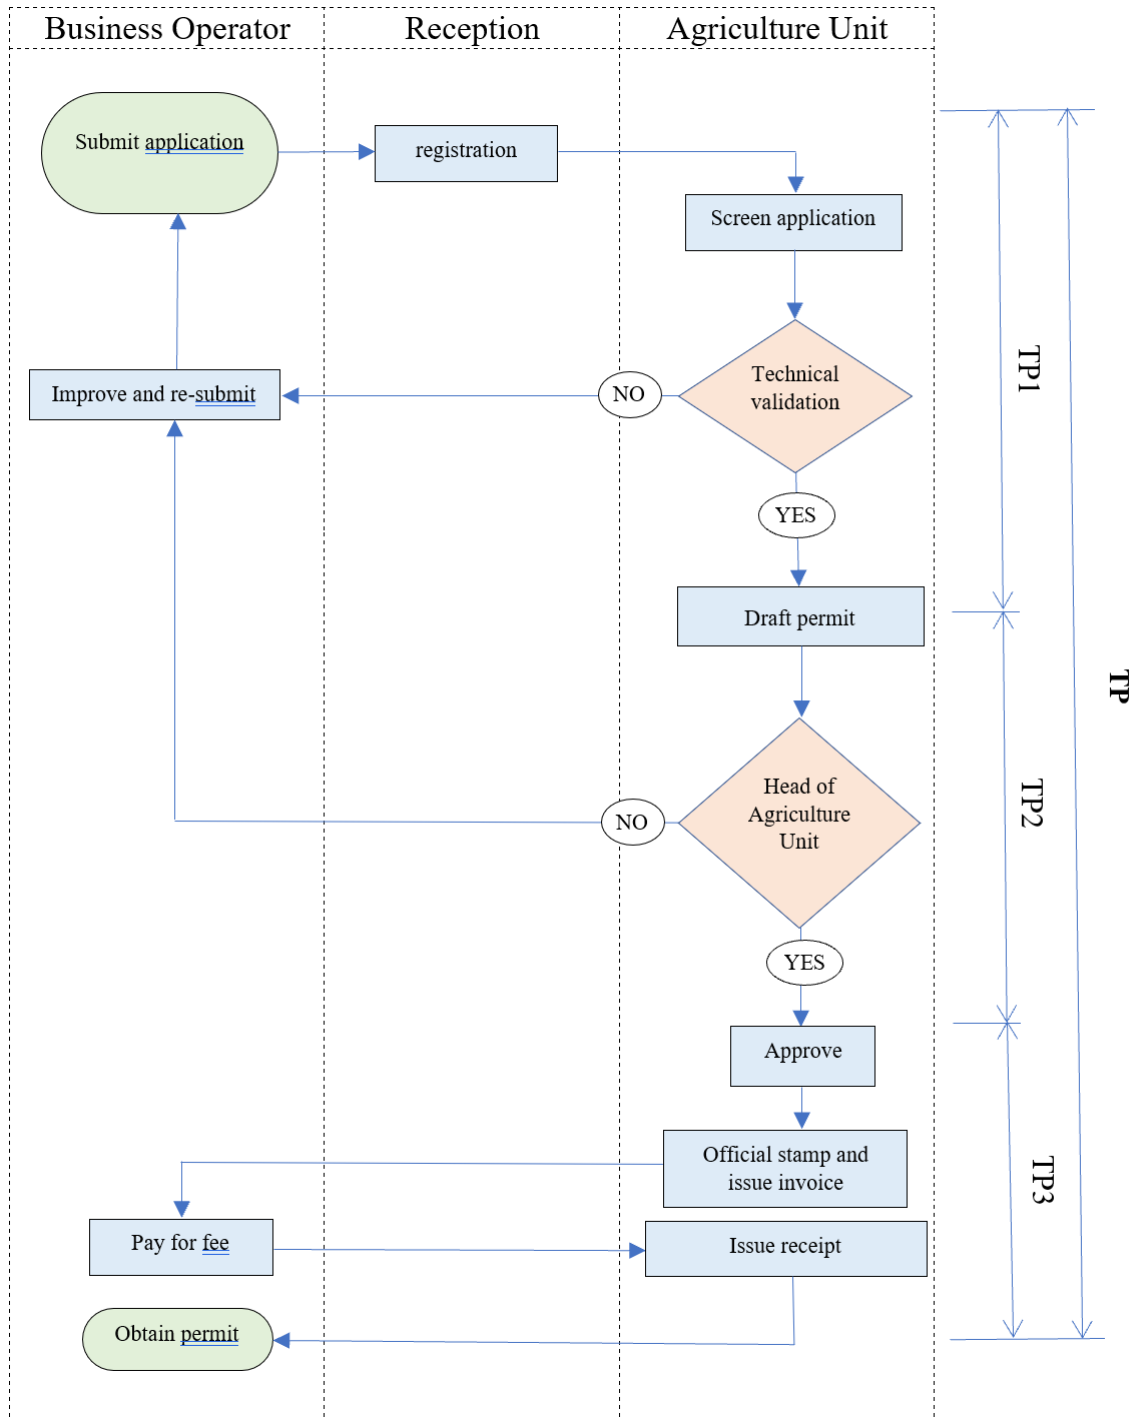 Business Operator
Reception
Agriculture Unit
Submit application
registration
Screen application
Technical
validation
NO
Improve and re-submit
YES
Draft permit
Head of
Agriculture
Unit
NO
YES
Approve
Official stamp and
issue invoice
Pay for fee
Issue receipt
Obtain permit
TP1
TP2
TP3
TP